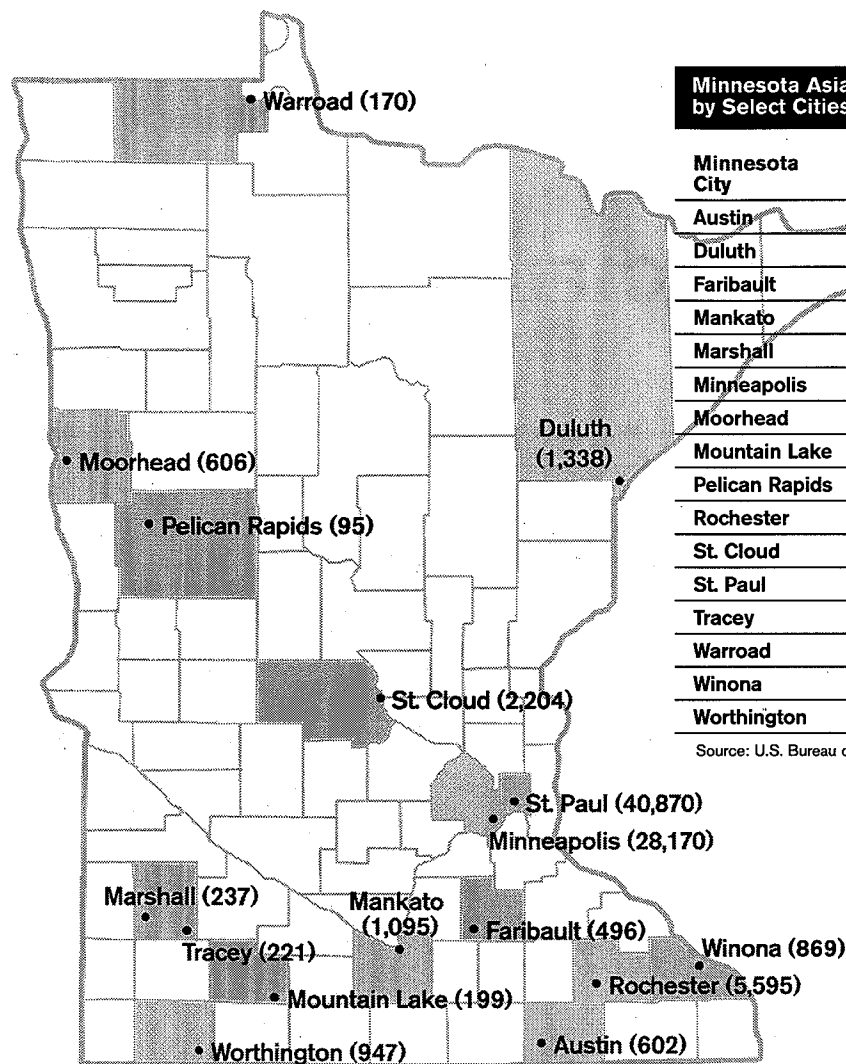 Warroad (170)
Moorhead (606)
Pelican Rapids (95)
Duluth
(1,338)
St. Cloud (2,204)
St. Paul (40,870)
Minneapolis (28,170)
Marshall (237)
Tracey (221)
Mankato
(1,095)
Faribault (496)
Winona (869)
Rochester (5,595)
Mountain Lake (199)
Worthington (947)
Austin (602)
Minnesota Asia
by Select Cities
Minnesota
City
Austin
Duluth
Faribault
Mankato
Marshall
Minneapolis
Moorhead
Mountain Lake
Pelican Rapids
Rochester
St. Cloud
St. Paul
Tracey
Warroad
Winona
Worthington
Source: U.S. Bureau